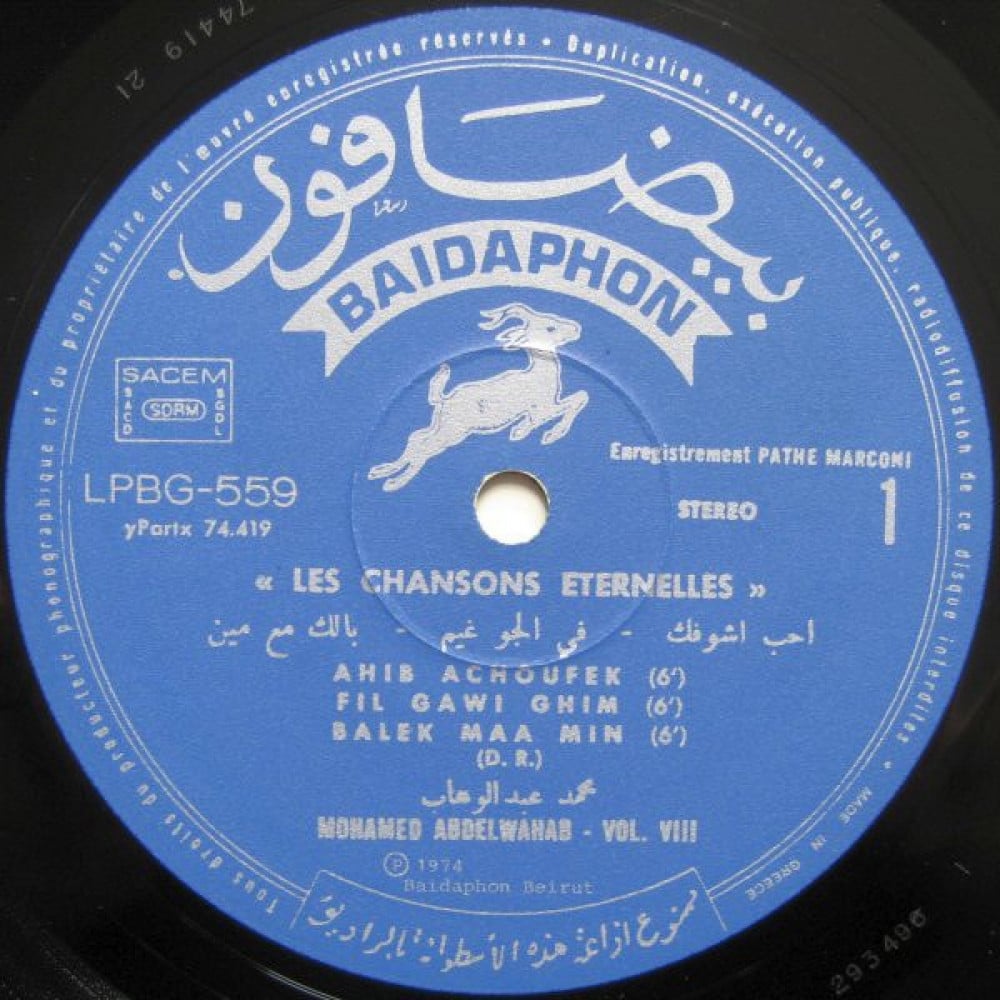 Tous droits du producteur phonographique et du propriétaire de l'œuvre enregistrée réservés • Duplication, exécution publique, radiodiffusion de ce disque interdites •
MADE IN GREECE
بيضافون
BAIDAPHON
SACEM
SACD
SDRM
SGDL
LPBG-559
yPartx 74.419
Enregistrement PATHE MARCONI
STEREO
1
« LES CHANSONS ETERNELLES »
احب اشوفك - في الجو غيم - بالك مع مين
AHIB ACHOUFEK (6')
FIL GAWI GHIM (6')
BALEK MAA MIN (6')
(D. R.)
محمد عبد الوهاب
MOHAMED ABDELWAHAB - VOL. VIII
Ⓟ 1974
Baidaphon Beirut
ممنوع اذاعة هذه الأسطوانة بالراديو
74419 21
293496